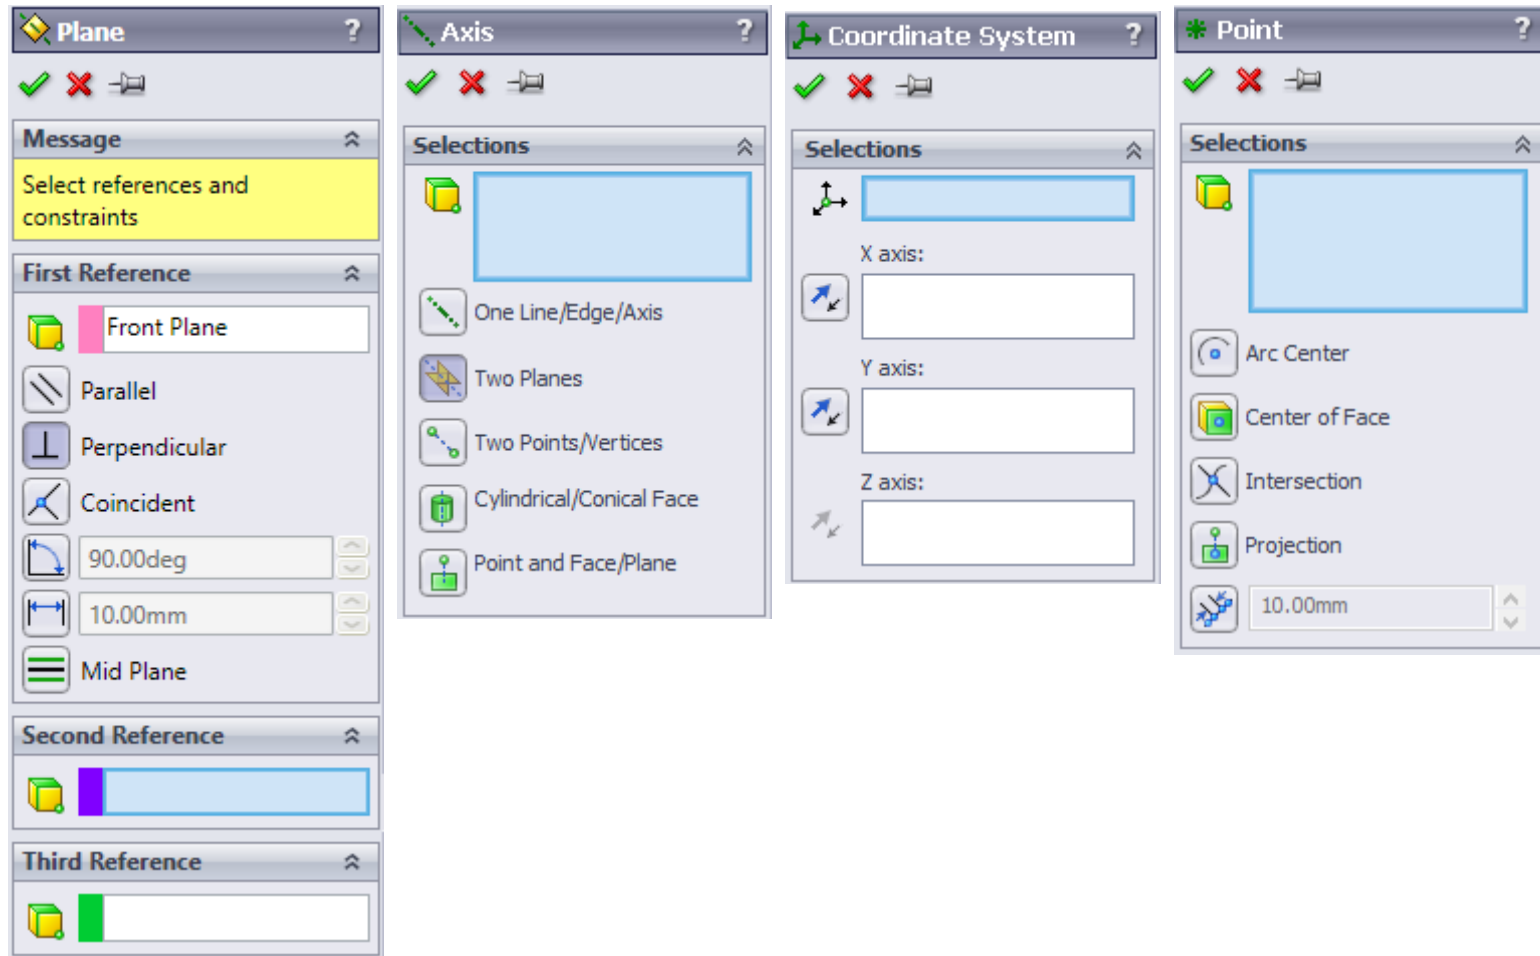 Plane ?
Message
Select references and
constraints
First Reference
Front Plane
Parallel
Perpendicular
Coincident
90.00deg
10.00mm
Mid Plane
Second Reference
Third Reference
Axis ?
Selections
One Line/Edge/Axis
Two Planes
Two Points/Vertices
Cylindrical/Conical Face
Point and Face/Plane
Coordinate System ?
Selections
X axis:
Y axis:
Z axis:
Point ?
Selections
Arc Center
Center of Face
Intersection
Projection
10.00mm